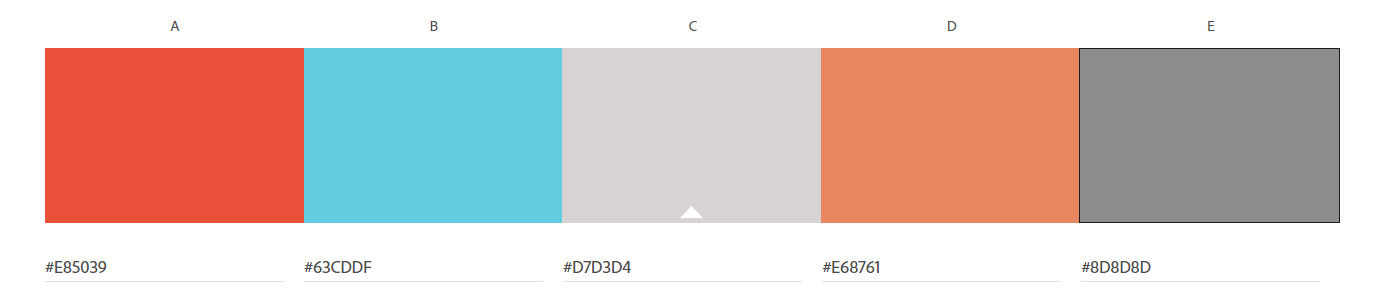 A B C D E
#E85039 #63CDDF #D7D3D4 #E68761 #8D8D8D